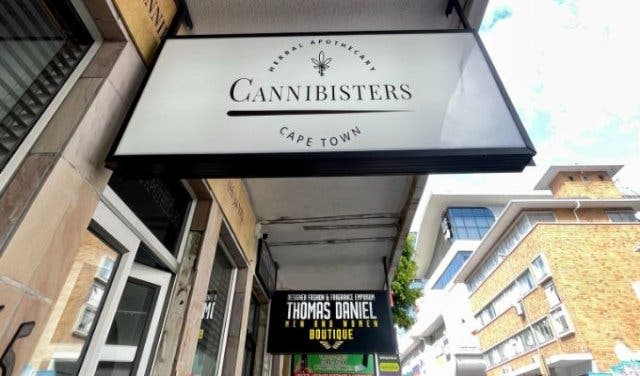 HERBAL APOTHECARY
CANNIBISTERS
CAPE TOWN
DESIGNER FASHION & FRAGRANCE EMPORIUM
THOMAS DANIEL
MEN AND WOMEN
BOUTIQUE